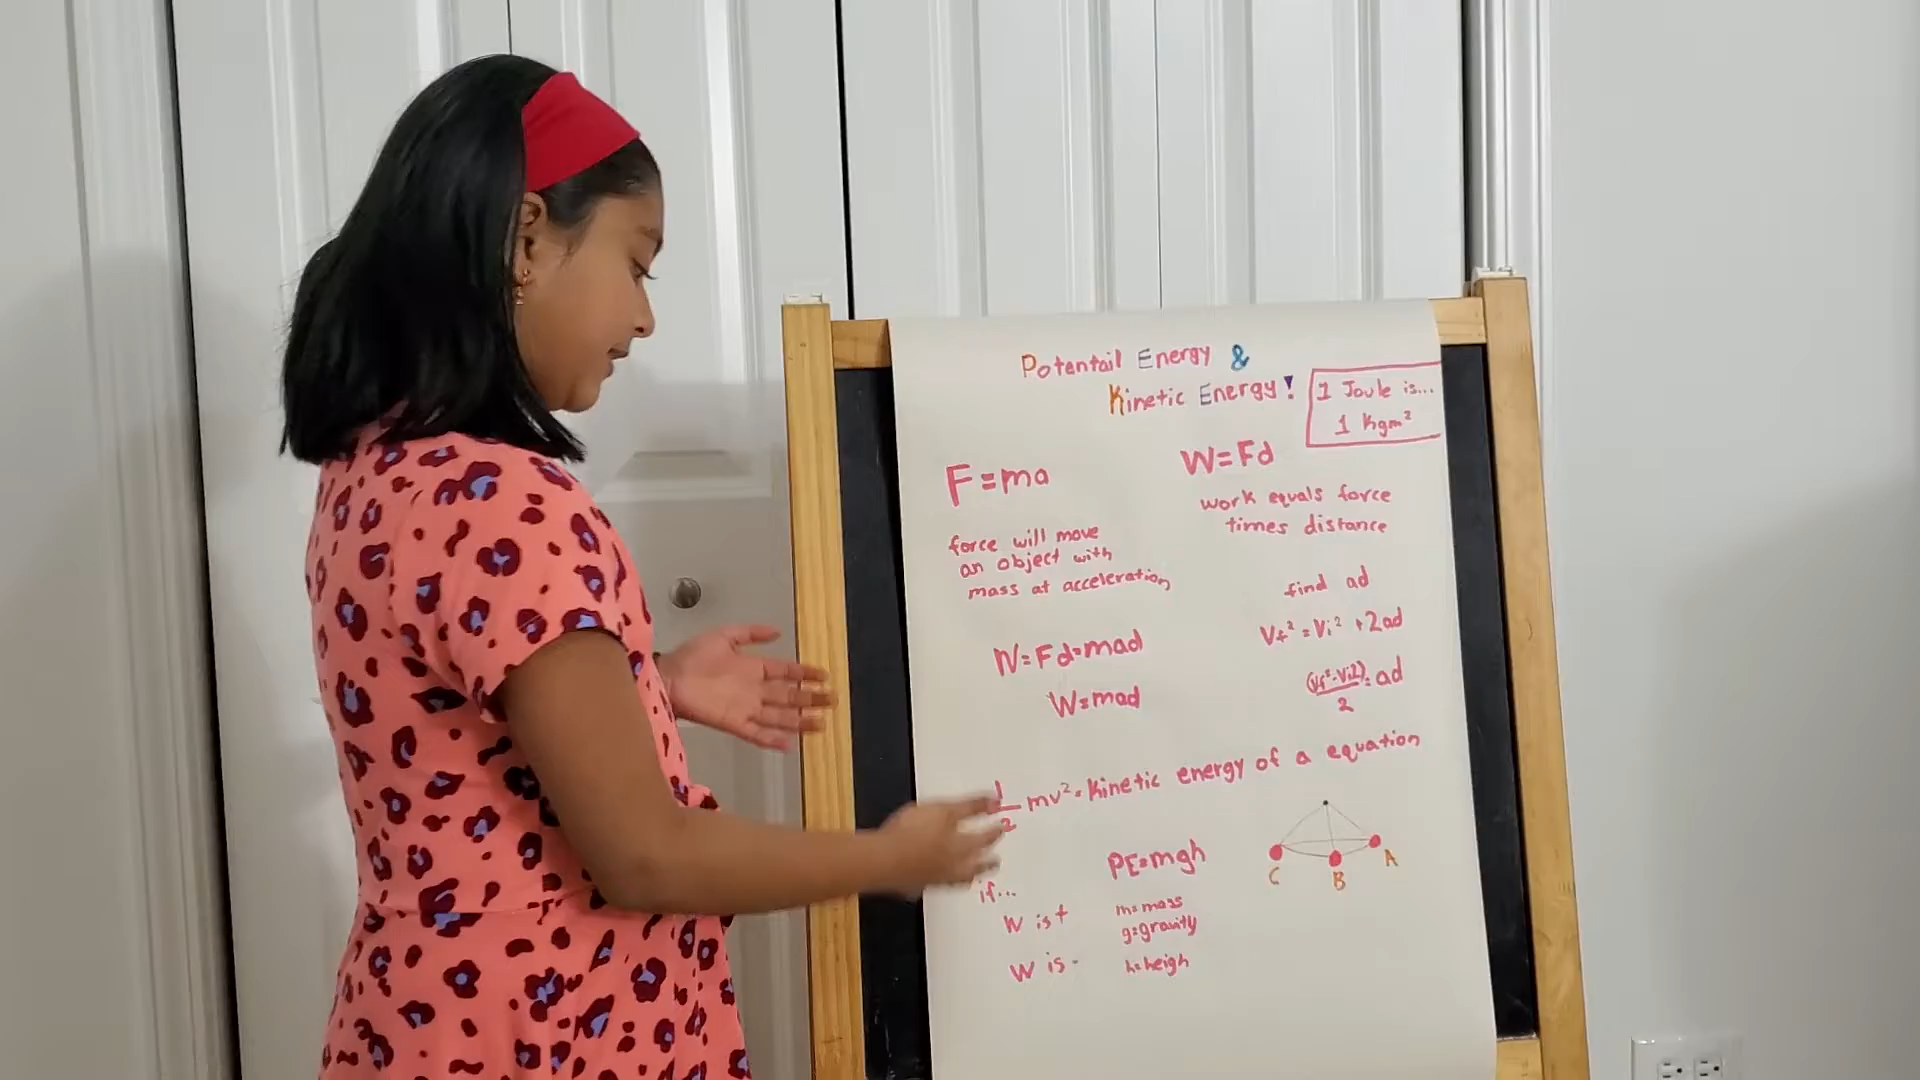 Potentail Energy &
Kinetic Energy!
1 Joule is...
1 Kgm²
F=ma
force will move
an object with
mass at acceleration
W=Fd
work equals force
times distance
W=Fd=mad
W=mad
find ad
Vf²=Vi²+2ad
(Vf²-Vi2)=ad
2
1
2 mv²=Kinetic energy of a equation
if...
W is +
W is -
PE=mgh
m=mass
g=gravity
h=heigh
C B A